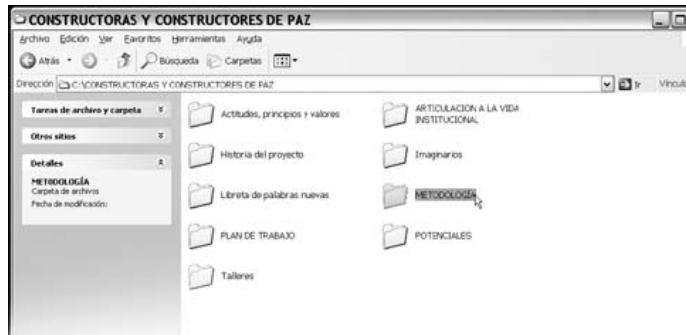 CONSTRUCTORAS Y CONSTRUCTORES DE PAZ
Archivo Edición Ver Favoritos Herramientas Ayuda
Atrás Búsqueda Carpetas
Dirección C:\CONSTRUCTORAS Y CONSTRUCTORES DE PAZ Ir Vínculo
Tareas de archivo y carpeta
Otros sitios
Detalles
METODOLOGÍA
Carpeta de archivos
Fecha de modificación:
Actitudes, principios y valores
ARTICULACION A LA VIDA
INSTITUCIONAL
Historia del proyecto
Imaginarios
Libreta de palabras nuevas
METODOLOGÍA
PLAN DE TRABAJO
POTENCIALES
Talleres